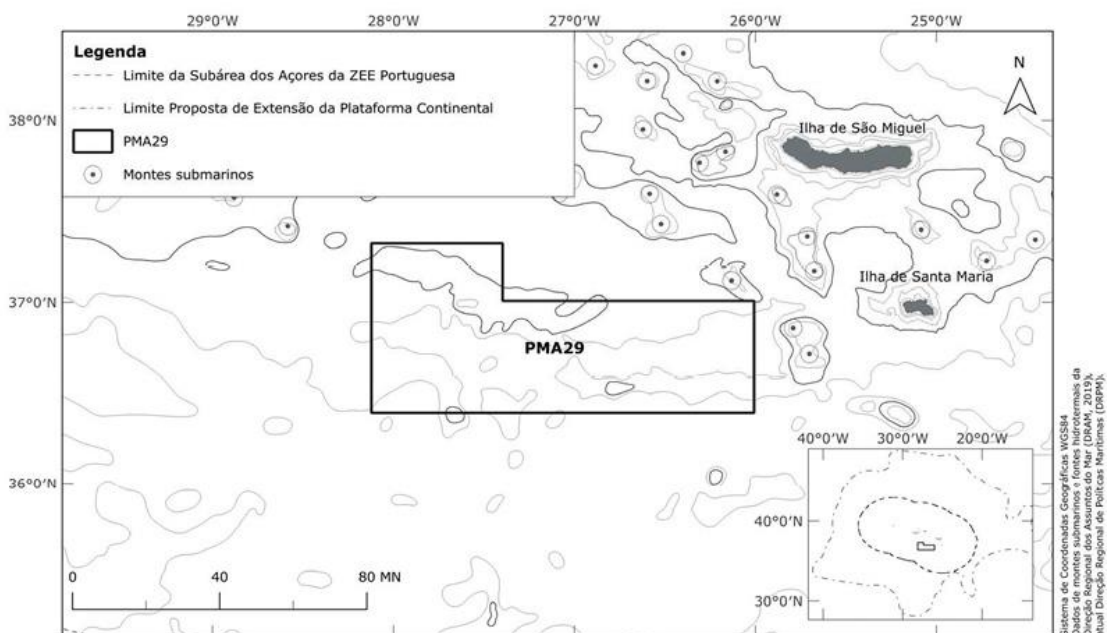 29°0'W 28°0'W 27°0'W 26°0'W 25°0'W
Legenda
Limite da Subárea dos Açores da ZEE Portuguesa
Limite Proposta de Extensão da Plataforma Continental
PMA29
Montes submarinos
N
38°0'N
Ilha de São Miguel
37°0'N
Ilha de Santa Maria
PMA29
36°0'N
0 40 80 MN
40°0'W 30°0'W 20°0'W
40°0'N
30°0'N
Sistema de Coordenadas Geográficas WGS84
Dados de montes submarinos e fontes hidrotermais da
Direção Regional dos Assuntos do Mar (DRAM, 2019),
atual Direção Regional de Políticas Marítimas (DRPM).